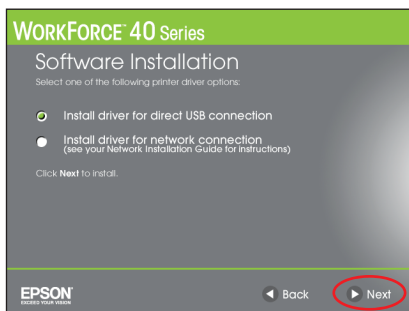 WORKFORCE™ 40 Series
Software Installation
Select one of the following printer driver options:
Install driver for direct USB connection
Install driver for network connection
(see your Network Installation Guide for instructions)
Click Next to install.
EPSON®
EXCEED YOUR VISION
Back
Next